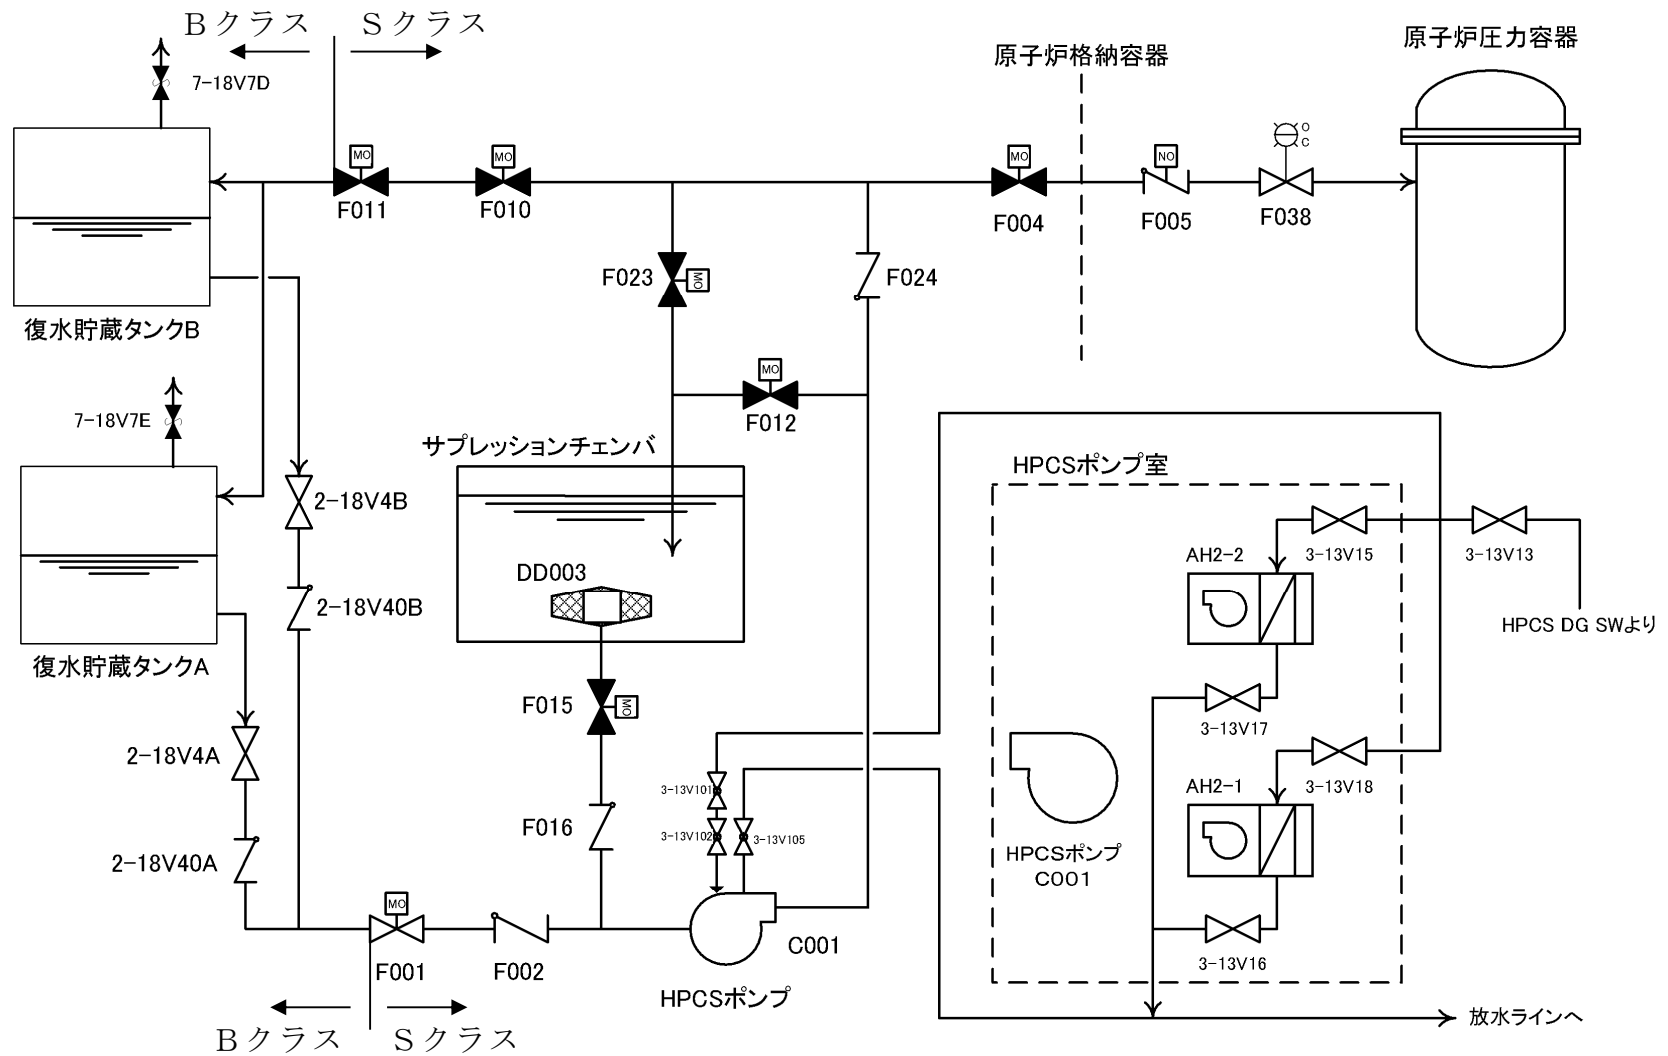 Bクラス
Sクラス
原子炉格納容器
原子炉圧力容器
7-18V7D
MO
F011
MO
F010
MO
F004
NO
F005
O
C
F038
F023
MO
F024
復水貯蔵タンクB
MO
F012
7-18V7E
サプレッションチェンバ
HPCSポンプ室
2-18V4B
3-13V15
3-13V13
AH2-2
DD003
2-18V40B
HPCS DG SWより
復水貯蔵タンクA
F015
MO
3-13V17
2-18V4A
3-13V101
3-13V18
AH2-1
F016
3-13V102
3-13V105
2-18V40A
HPCSポンプ
C001
MO
F001
F002
C001
HPCSポンプ
3-13V16
Bクラス
Sクラス
放水ラインへ